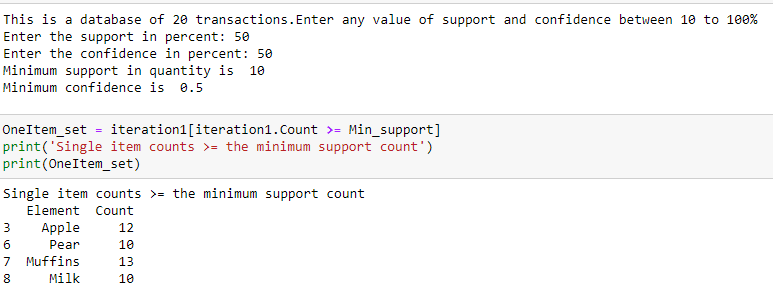 This is a database of 20 transactions.Enter any value of support and confidence between 10 to 100%
Enter the support in percent: 50
Enter the confidence in percent: 50
Minimum support in quantity is  10
Minimum confidence is  0.5
OneItem_set = iteration1[iteration1.Count >= Min_support]
print('Single item counts >= the minimum support count')
print(OneItem_set)
Single item counts >= the minimum support count
   Element  Count
3    Apple     12
6     Pear     10
7  Muffins     13
8     Milk     10